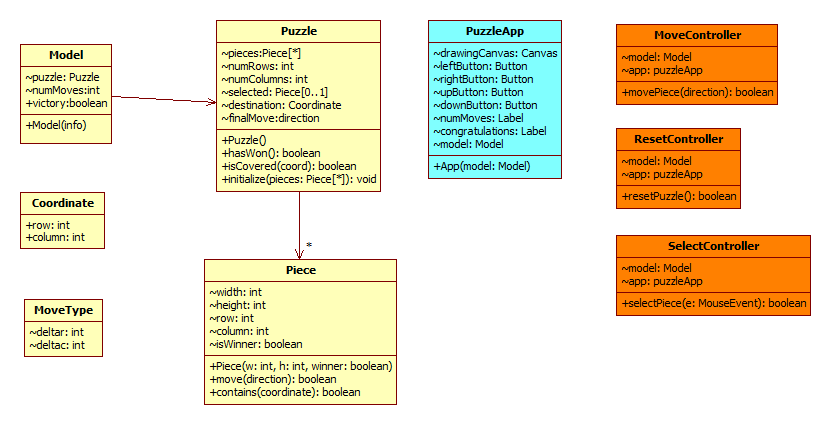 Model
~puzzle: Puzzle
~numMoves:int
+victory:boolean
+Model(info)
Puzzle
~pieces:Piece[*]
~numRows: int
~numColumns: int
~selected: Piece[0..1]
~destination: Coordinate
~finalMove:direction
+Puzzle()
+hasWon(): boolean
+isCovered(coord): boolean
+initialize(pieces: Piece[*]): void
PuzzleApp
~drawingCanvas: Canvas
~leftButton: Button
~rightButton: Button
~upButton: Button
~downButton: Button
~numMoves: Label
~congratulations: Label
~model: Model
+App(model: Model)
MoveController
~model: Model
~app: puzzleApp
+movePiece(direction): boolean
ResetController
~model: Model
~app: puzzleApp
+resetPuzzle(): boolean
Coordinate
+row: int
+column: int
*
SelectController
~model: Model
~app: puzzleApp
+selectPiece(e: MouseEvent): boolean
MoveType
~deltar: int
~deltac: int
Piece
~width: int
~height: int
~row: int
~column: int
~isWinner: boolean
+Piece(w: int, h: int, winner: boolean)
+move(direction): boolean
+contains(coordinate): boolean